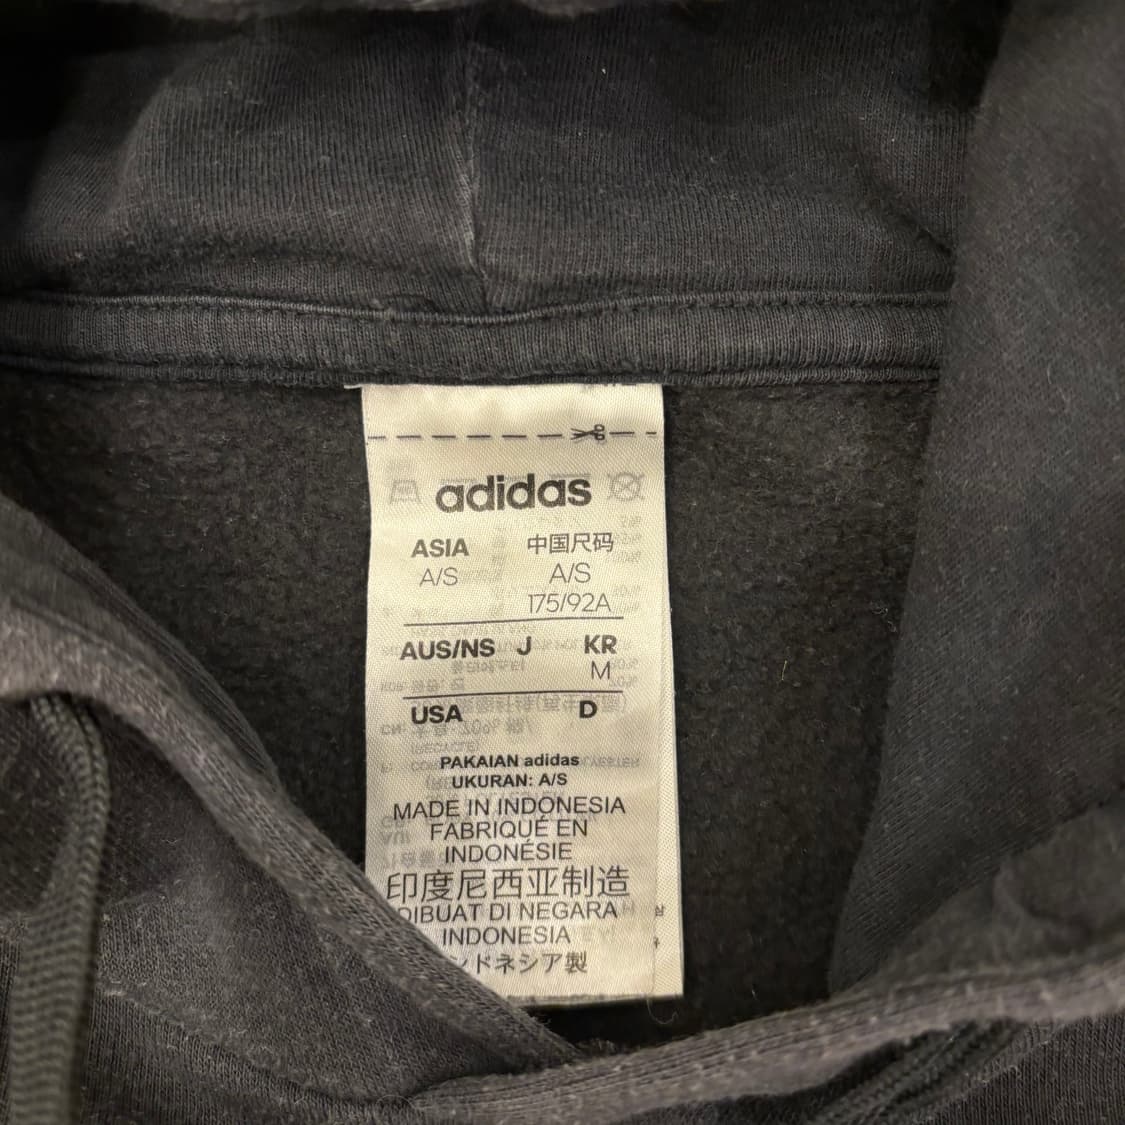 adidas
ASIA 中国尺码
A/S A/S
175/92A
AUS/NS J KR
M
USA D
PAKAIAN adidas
UKURAN: A/S
MADE IN INDONESIA
FABRIQUÉ EN
INDONÉSIE
印度尼西亚制造
DIBUAT DI NEGARA
INDONESIA
ンドネシア製